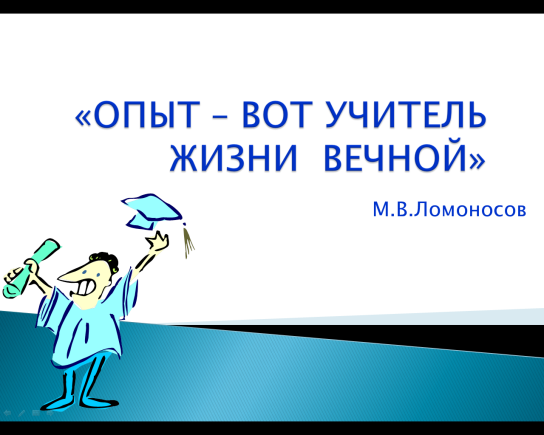 «ОПЫТ – ВОТ УЧИТЕЛЬ
ЖИЗНИ ВЕЧНОЙ»
М.В.Ломоносов